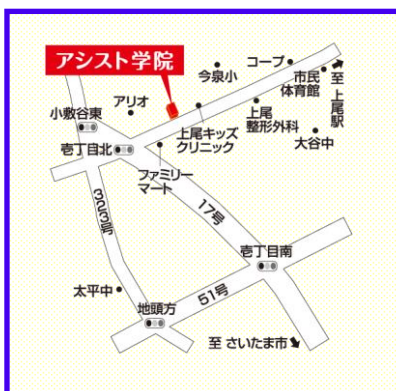 アシスト学院
今泉小
コープ
市民
体育館
至 上尾駅
アリオ
小敷谷東
上尾
整形外科
大谷中
上尾キッズ
クリニック
壱丁目北
ファミリー
マート
323号
17号
壱丁目南
太平中
51号
地頭方
至 さいたま市